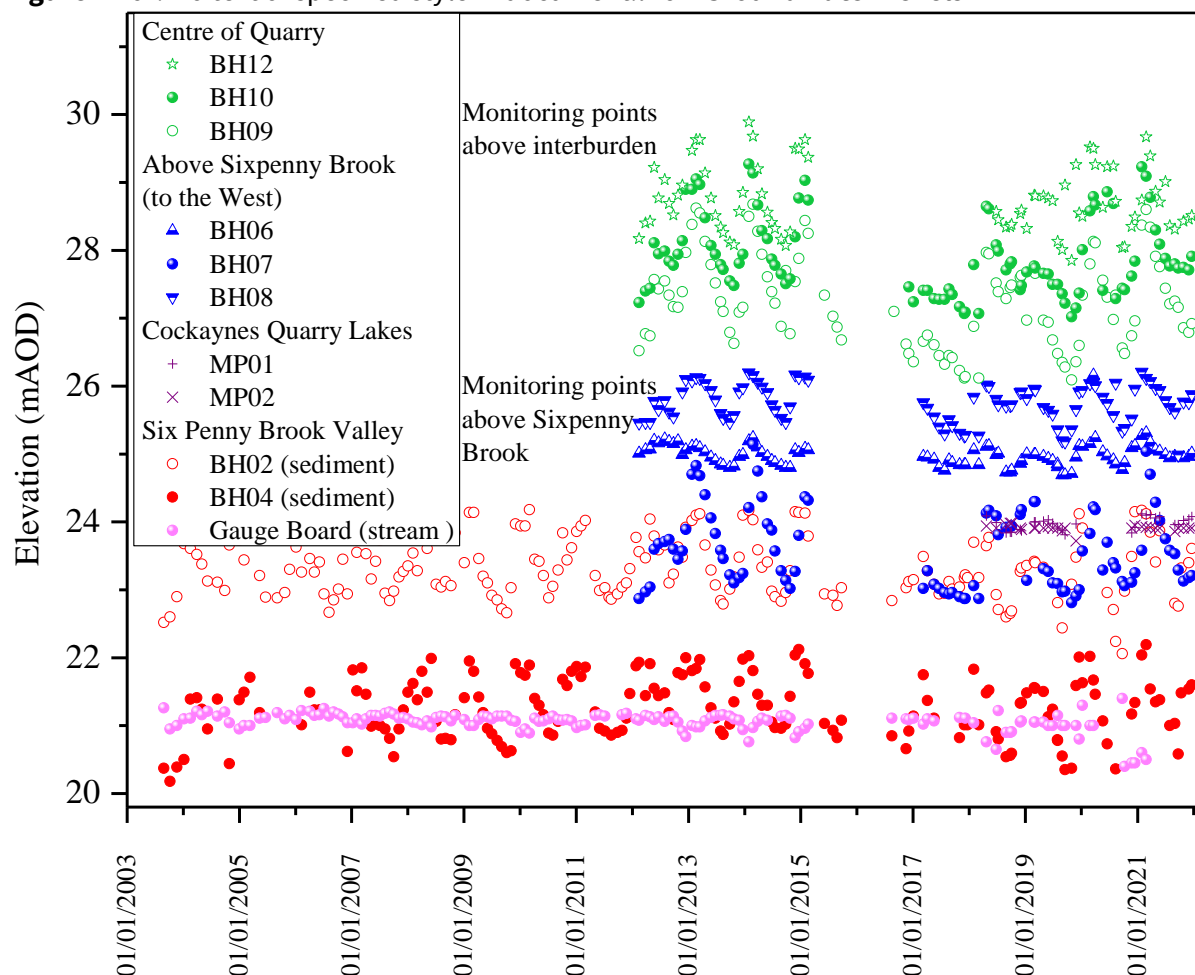 Centre of Quarry
BH12
BH10
BH09
Above Sixpenny Brook
(to the West)
BH06
BH07
BH08
Cockaynes Quarry Lakes
MP01
MP02
Six Penny Brook Valley
BH02 (sediment)
BH04 (sediment)
Gauge Board (stream )
Monitoring points
above interburden
Monitoring points
above Sixpenny
Brook
Elevation (mAOD)
30
28
26
24
22
20
01/01/2003
01/01/2005
01/01/2007
01/01/2009
01/01/2011
01/01/2013
01/01/2015
01/01/2017
01/01/2019
01/01/2021